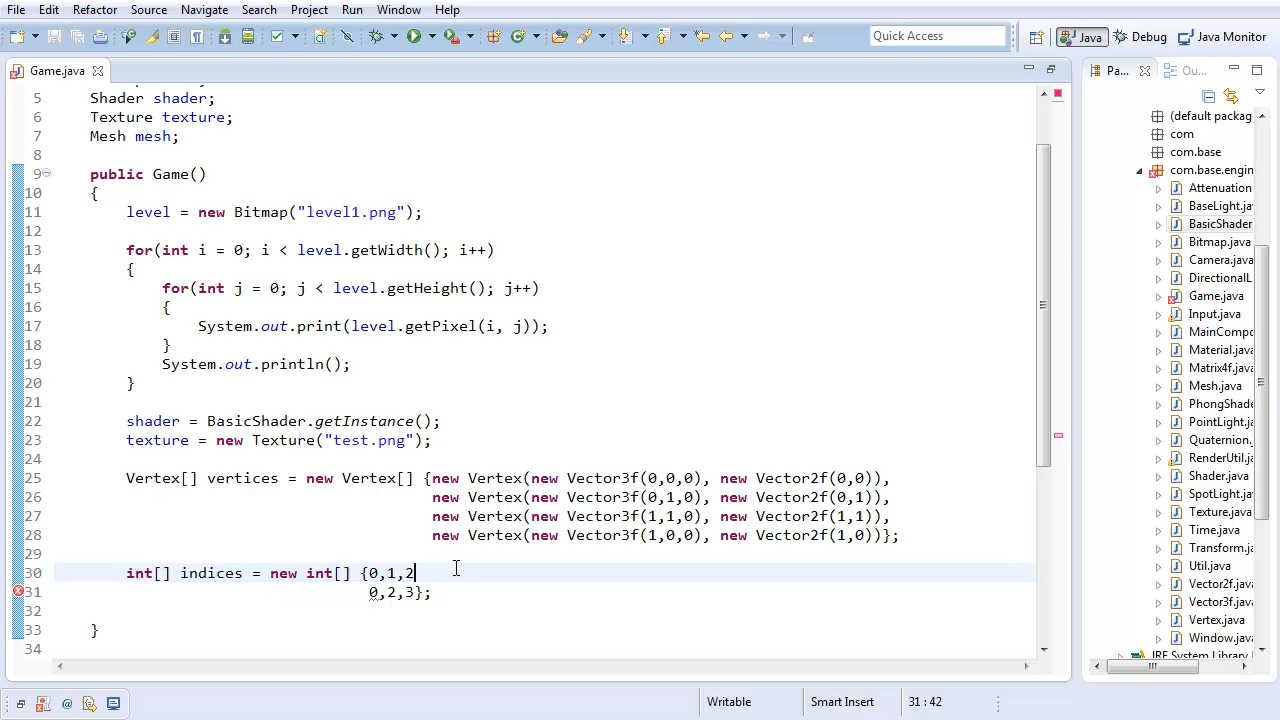 File Edit Refactor Source Navigate Search Project Run Window Help
Quick Access
Java
Debug
Java Monitor
Game.java
Pa...
Ou...
5 Shader shader;
6 Texture texture;
7 Mesh mesh;
8
9 public Game()
10 {
11 level = new Bitmap("level1.png");
12
13 for(int i = 0; i < level.getWidth(); i++)
14 {
15 for(int j = 0; j < level.getHeight(); j++)
16 {
17 System.out.print(level.getPixel(i, j));
18 }
19 System.out.println();
20 }
21
22 shader = BasicShader.getInstance();
23 texture = new Texture("test.png");
24
25 Vertex[] vertices = new Vertex[] {new Vertex(new Vector3f(0,0,0), new Vector2f(0,0)),
26 new Vertex(new Vector3f(0,1,0), new Vector2f(0,1)),
27 new Vertex(new Vector3f(1,1,0), new Vector2f(1,1)),
28 new Vertex(new Vector3f(1,0,0), new Vector2f(1,0))};
29
30 int[] indices = new int[] {0,1,2
31 0,2,3};
32
33 }
34
(default packag
com
com.base
com.base.engin
Attenuation
BaseLight.jav
BasicShader
Bitmap.java
Camera.java
DirectionalL
Game.java
Input.java
MainCompo
Material.java
Matrix4f.java
Mesh.java
PhongShade
PointLight.j
Quaternion.
RenderUtil.ja
Shader.java
SpotLight.ja
Texture.java
Time.java
Transform.ja
Util.java
Vector2f.java
Vector3f.java
Vertex.java
Window.java
JRE System Library
Writable
Smart Insert
31 : 42